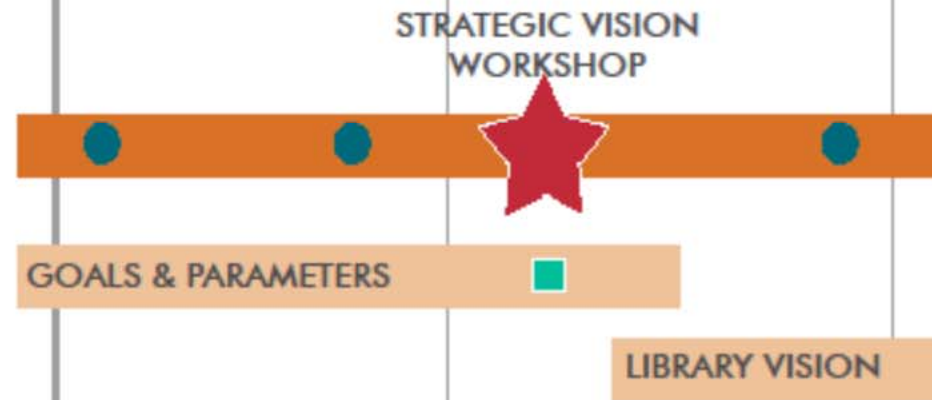 STRATEGIC VISION
WORKSHOP
GOALS & PARAMETERS
LIBRARY VISION